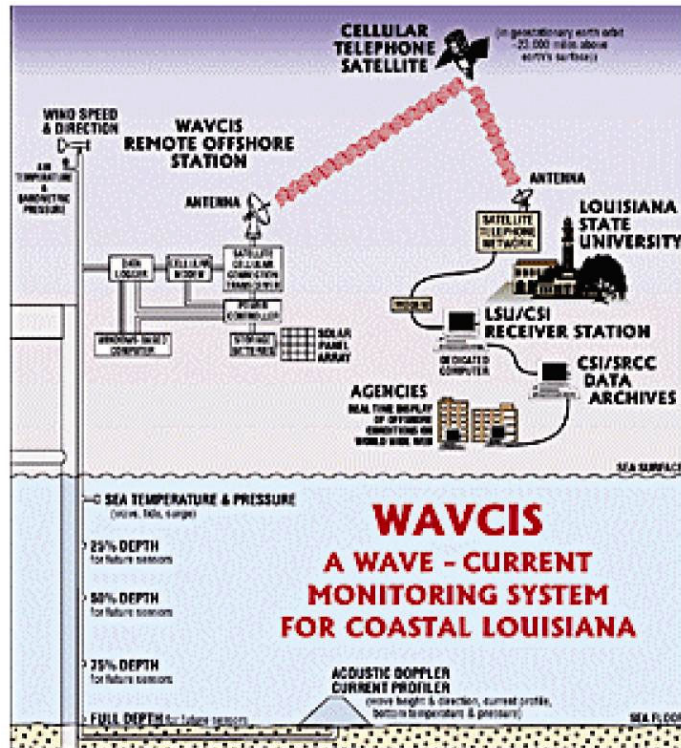 CELLULAR
TELEPHONE
SATELLITE
(in geostationary earth orbit
~23,000 miles above
earth's surface)
WIND SPEED
& DIRECTION
WAVCIS
REMOTE OFFSHORE
STATION
AIR
TEMPERATURE
&
BAROMETRIC
PRESSURE
ANTENNA
ANTENNA
SATELLITE
TELEPHONE
NETWORK
LOUISIANA
STATE
UNIVERSITY
DATA
LOGGER
CELLULAR
MODEM
SATELLITE
CELLULAR
CONNECTION
TRANSCEIVER
POWER
CONTROLLER
WINDOWS-BASED
COMPUTER
STORAGE
BATTERIES
SOLAR
PANEL
ARRAY
MODEM
LSU/CSI
RECEIVER STATION
DEDICATED
COMPUTER
CSI/SRCC
DATA
ARCHIVES
AGENCIES
REAL TIME DISPLAY
OF OFFSHORE
CONDITIONS ON
WORLD WIDE WEB
SEA SURFACE
SEA TEMPERATURE & PRESSURE
(wave, tide, surge)
25% DEPTH
for future sensors
50% DEPTH
for future sensors
75% DEPTH
for future sensors
FULL DEPTH for future sensors
WAVCIS
A WAVE - CURRENT
MONITORING SYSTEM
FOR COASTAL LOUISIANA
ACOUSTIC DOPPLER
CURRENT PROFILER
(wave height & direction, current profile,
bottom temperature & pressure)
SEA FLOOR